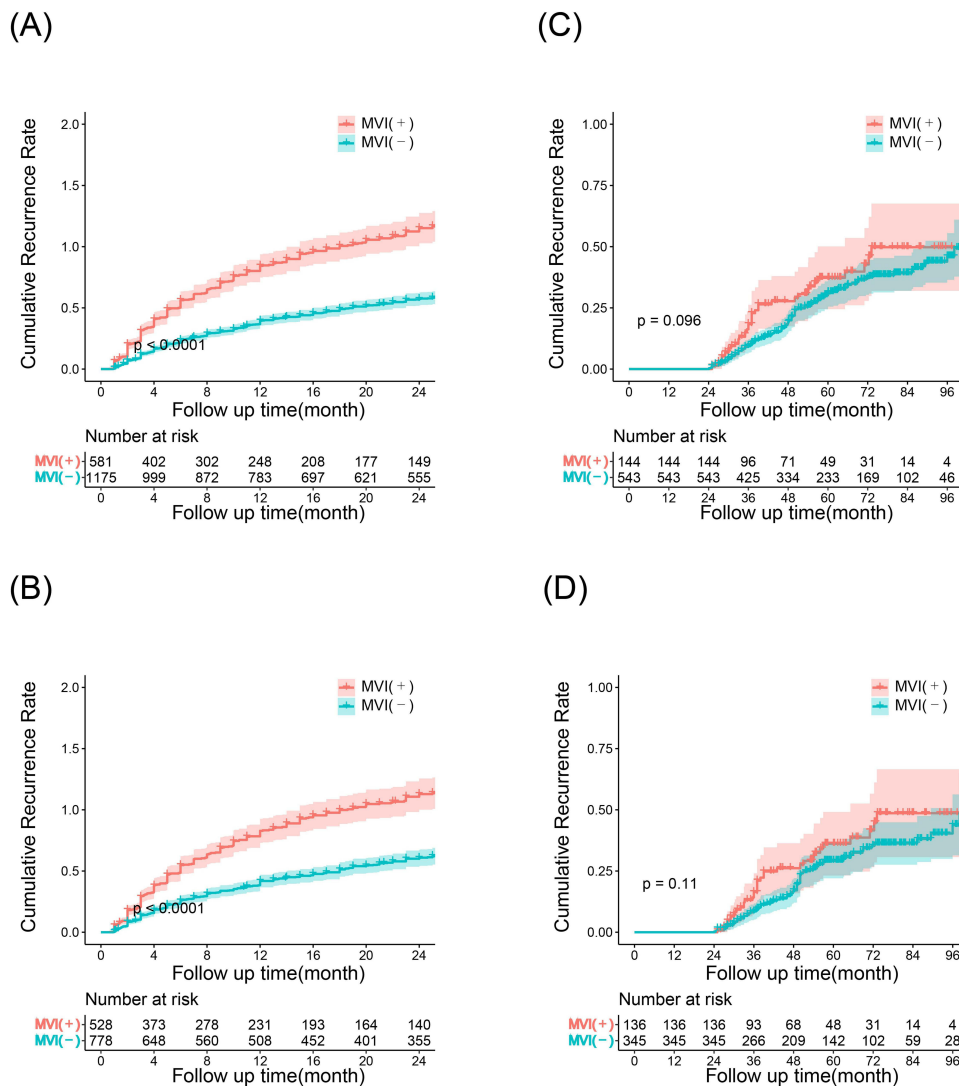 (A)
2.0
1.5
1.0
0.5
0.0
Cumulative Recurrence Rate
MVI(+)
MVI(−)
p < 0.0001
0 4 8 12 16 20 24
Follow up time(month)
Number at risk
MVI(+) 581 402 302 248 208 177 149
MVI(−) 1175 999 872 783 697 621 555
0 4 8 12 16 20 24
Follow up time(month)
(C)
1.00
0.75
0.50
0.25
0.00
Cumulative Recurrence Rate
MVI(+)
MVI(−)
p = 0.096
0 12 24 36 48 60 72 84 96
Follow up time(month)
Number at risk
MVI(+) 144 144 144 96 71 49 31 14 4
MVI(−) 543 543 543 425 334 233 169 102 46
0 12 24 36 48 60 72 84 96
Follow up time(month)
(B)
2.0
1.5
1.0
0.5
0.0
Cumulative Recurrence Rate
MVI(+)
MVI(−)
p < 0.0001
0 4 8 12 16 20 24
Follow up time(month)
Number at risk
MVI(+) 528 373 278 231 193 164 140
MVI(−) 778 648 560 508 452 401 355
0 4 8 12 16 20 24
Follow up time(month)
(D)
1.00
0.75
0.50
0.25
0.00
Cumulative Recurrence Rate
MVI(+)
MVI(−)
p = 0.11
0 12 24 36 48 60 72 84 96
Follow up time(month)
Number at risk
MVI(+) 136 136 136 93 68 48 31 14 4
MVI(−) 345 345 345 266 209 142 102 59 28
0 12 24 36 48 60 72 84 96
Follow up time(month)